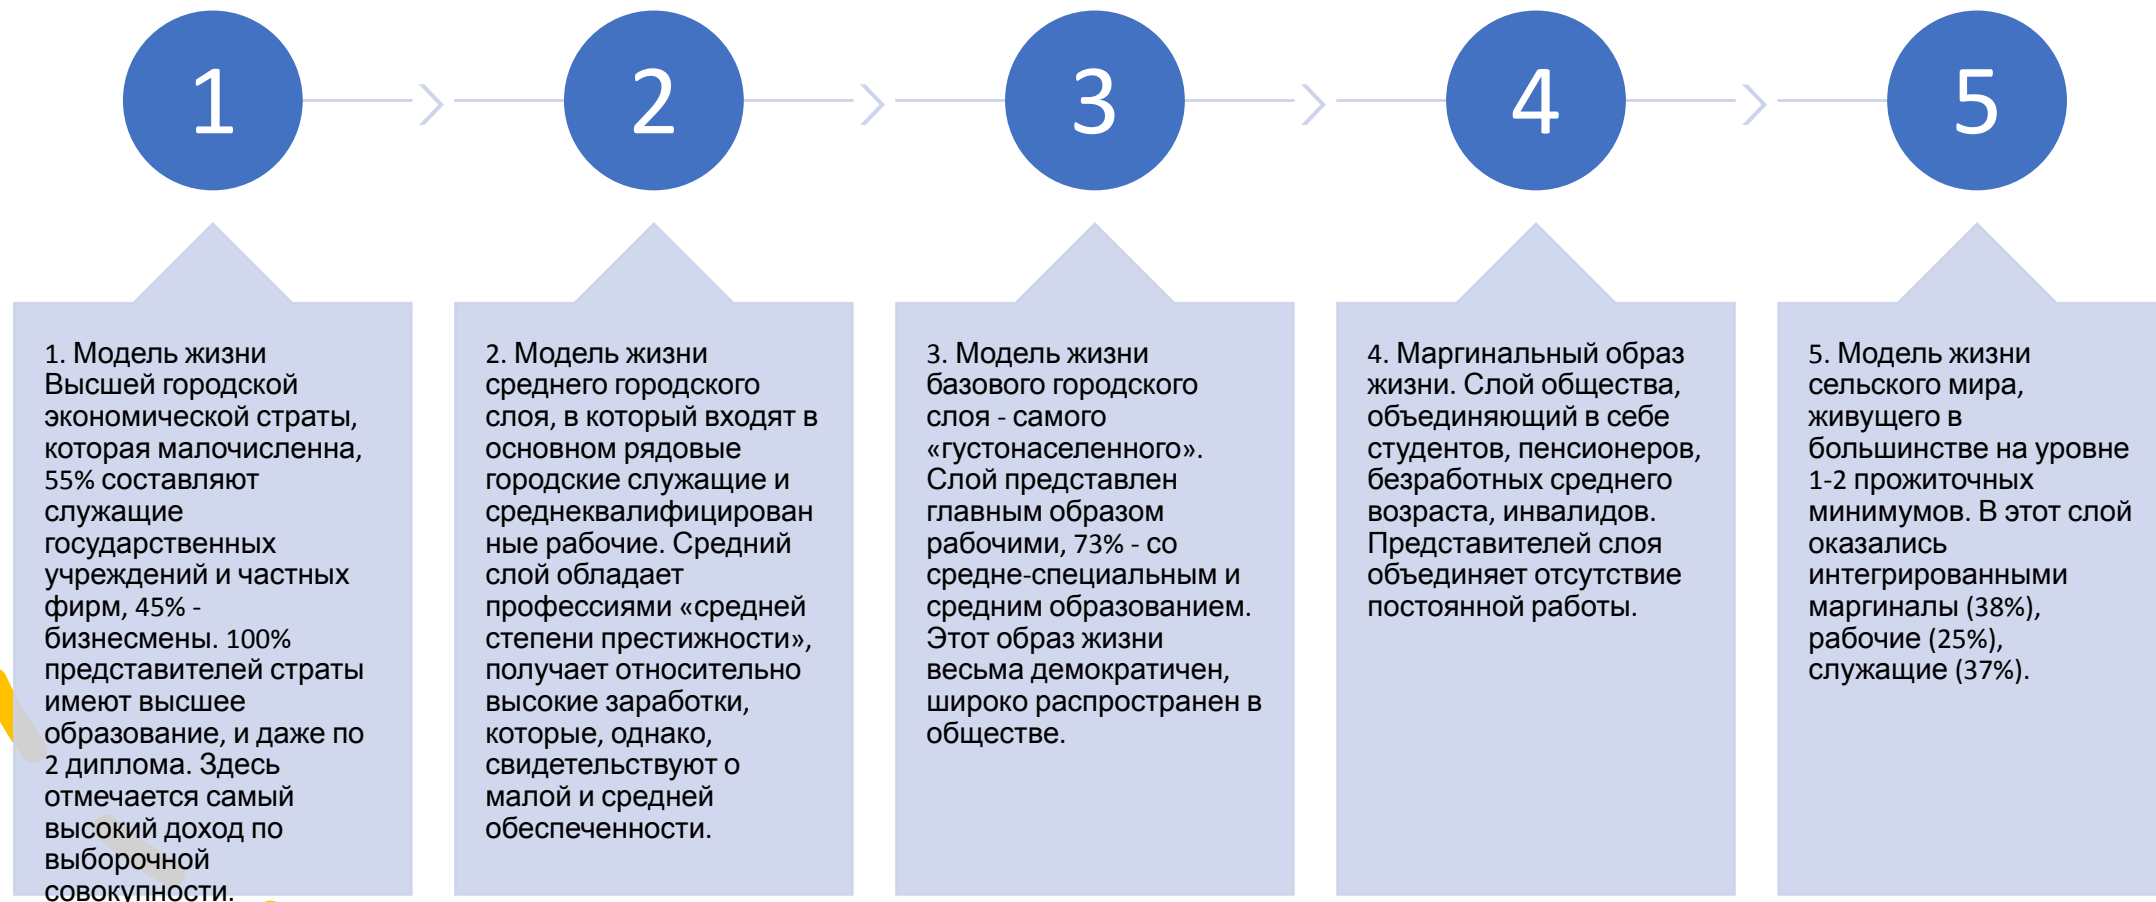 1
2
3
4
5
1. Модель жизни
Высшей городской
экономической страты,
которая малочисленна,
55% составляют
служащие
государственных
учреждений и частных
фирм, 45% -
бизнесмены. 100%
представителей страты
имеют высшее
образование, и даже по
2 диплома. Здесь
отмечается самый
высокий доход по
выборочной
совокупности.
2. Модель жизни
среднего городского
слоя, в который входят в
основном рядовые
городские служащие и
среднеквалифицирован
ные рабочие. Средний
слой обладает
профессиями «средней
степени престижности»,
получает относительно
высокие заработки,
которые, однако,
свидетельствуют о
малой и средней
обеспеченности.
3. Модель жизни
базового городского
слоя - самого
«густонаселенного».
Слой представлен
главным образом
рабочими, 73% - со
средне-специальным и
средним образованием.
Этот образ жизни
весьма демократичен,
широко распространен в
обществе.
4. Маргинальный образ
жизни. Слой общества,
объединяющий в себе
студентов, пенсионеров,
безработных среднего
возраста, инвалидов.
Представителей слоя
объединяет отсутствие
постоянной работы.
5. Модель жизни
сельского мира,
живущего в
большинстве на уровне
1-2 прожиточных
минимумов. В этот слой
оказались
интегрированными
маргиналы (38%),
рабочие (25%),
служащие (37%).